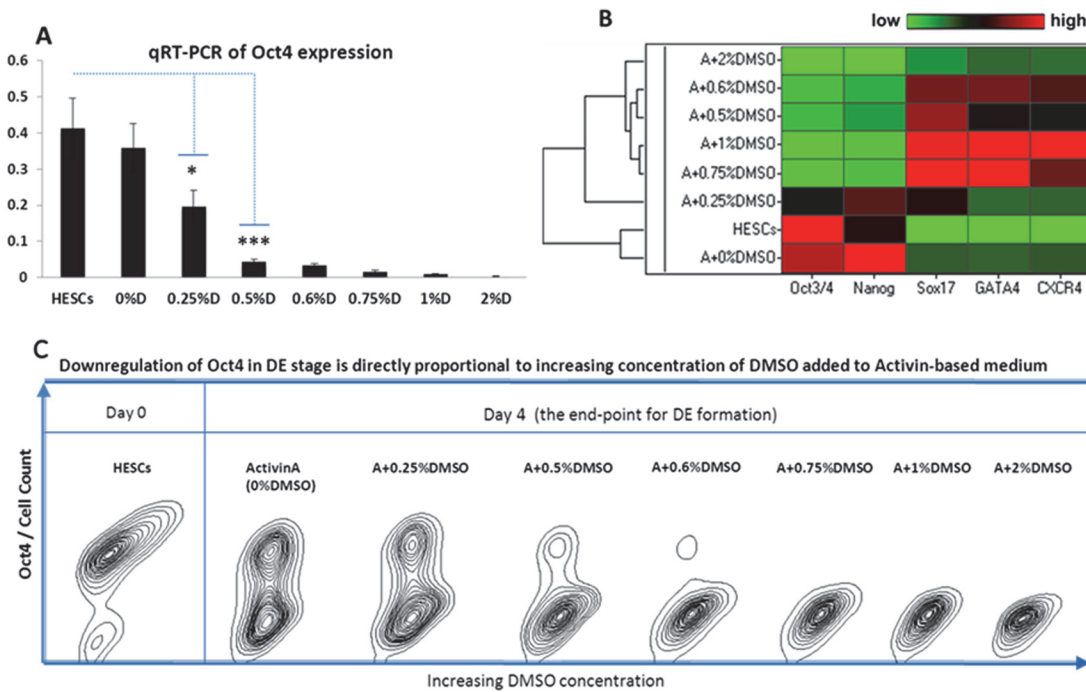 A
qRT-PCR of Oct4 expression
0.6
0.5
0.4
0.3
0.2
0.1
0
*
***
HESCs 0%D 0.25%D 0.5%D 0.6%D 0.75%D 1%D 2%D
B
low high
A+2%DMSO
A+0.6%DMSO
A+0.5%DMSO
A+1%DMSO
A+0.75%DMSO
A+0.25%DMSO
HESCs
A+0%DMSO
Oct3/4 Nanog Sox17 GATA4 CXCR4
C
Downregulation of Oct4 in DE stage is directly proportional to increasing concentration of DMSO added to Activin-based medium
Day 0 Day 4 (the end-point for DE formation)
HESCs ActivinA A+0.25%DMSO A+0.5%DMSO A+0.6%DMSO A+0.75%DMSO A+1%DMSO A+2%DMSO
(0%DMSO)
Oct4 / Cell Count
Increasing DMSO concentration